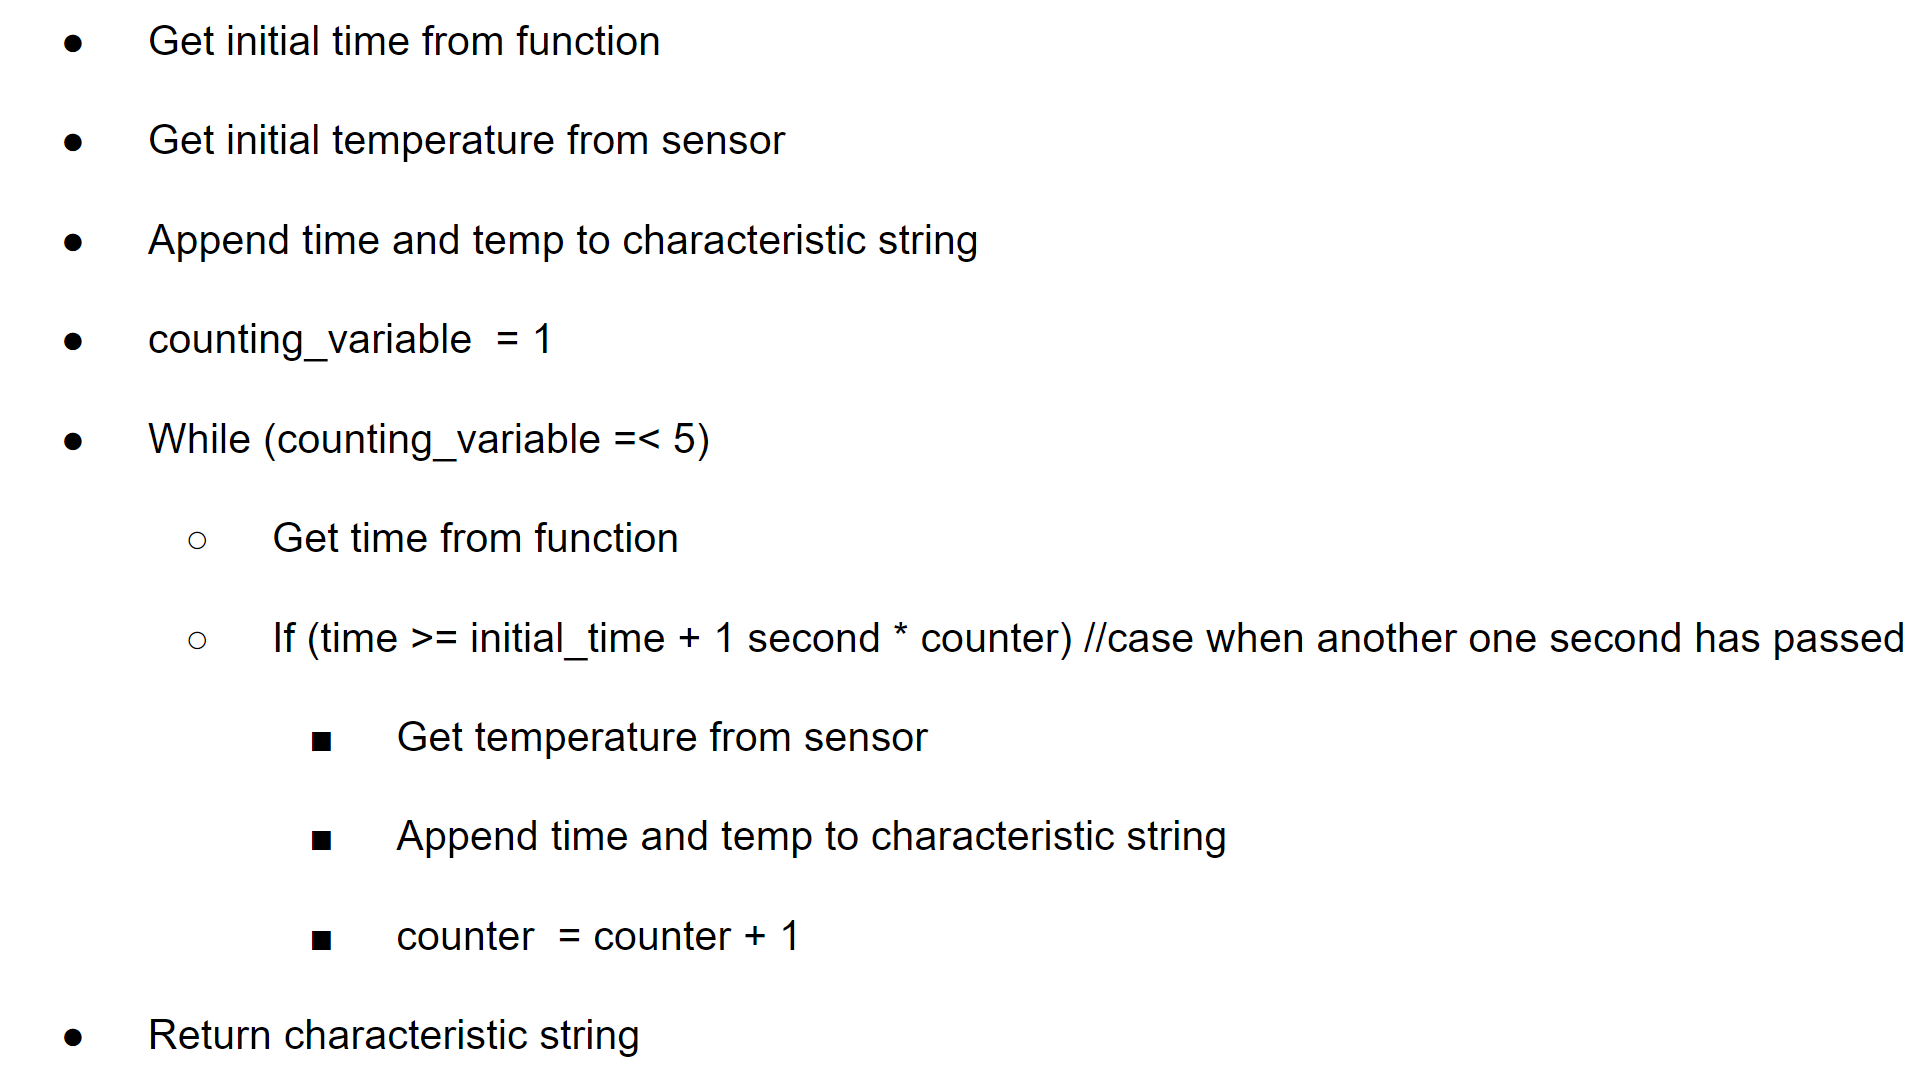 ● Get initial time from function
● Get initial temperature from sensor
● Append time and temp to characteristic string
● counting_variable  = 1
● While (counting_variable =< 5)
○ Get time from function
○ If (time >= initial_time + 1 second * counter) //case when another one second has passed
■ Get temperature from sensor
■ Append time and temp to characteristic string
■ counter  = counter + 1
● Return characteristic string